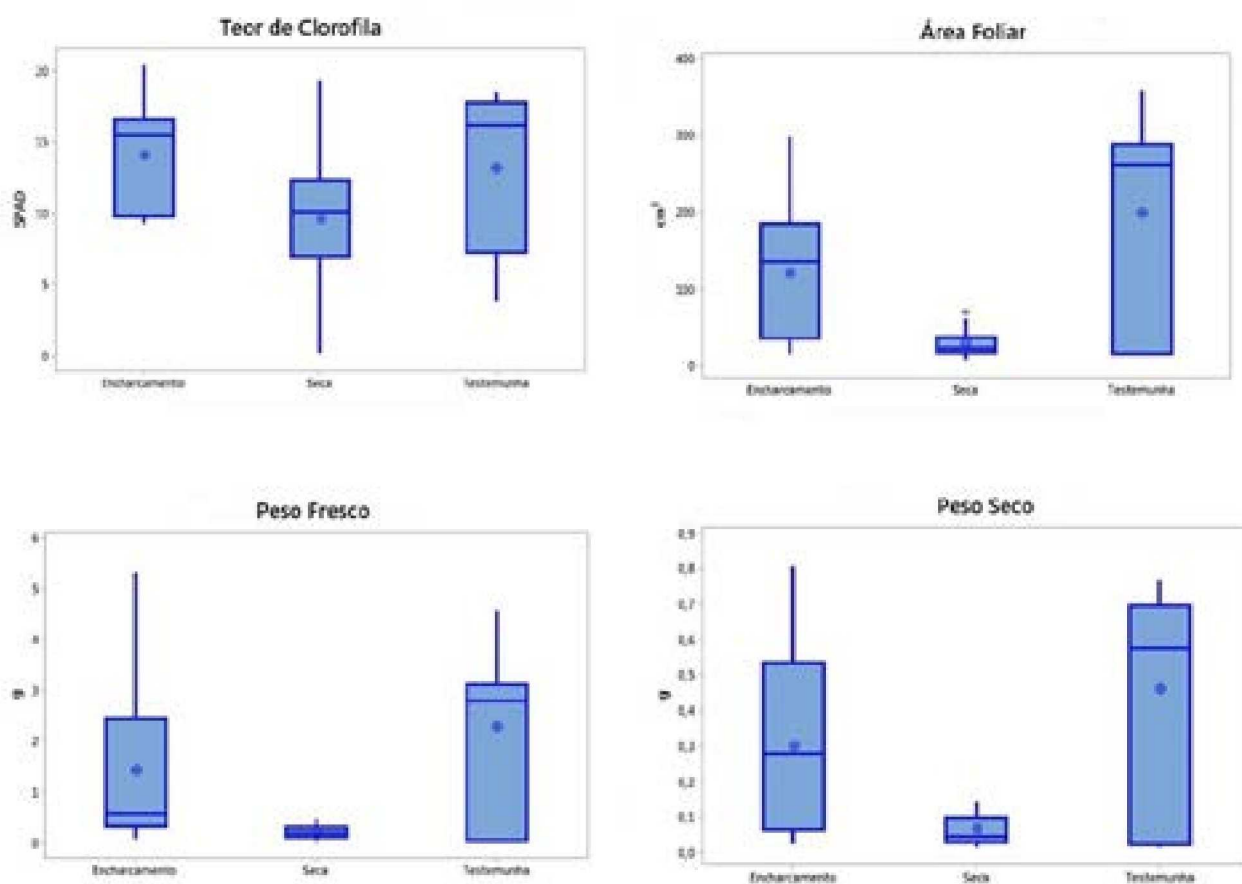 Teor de Clorofila
20
15
10
5
0
SPAD
Encharcamento
Seca
Testemunha
Área Foliar
400
300
200
100
0
cm²
Encharcamento
Seca
Testemunha
Peso Fresco
6
5
4
3
2
1
0
g
Encharcamento
Seca
Testemunha
Peso Seco
0,9
0,8
0,7
0,6
0,5
0,4
0,3
0,2
0,1
0,0
g
Encharcamento
Seca
Testemunha